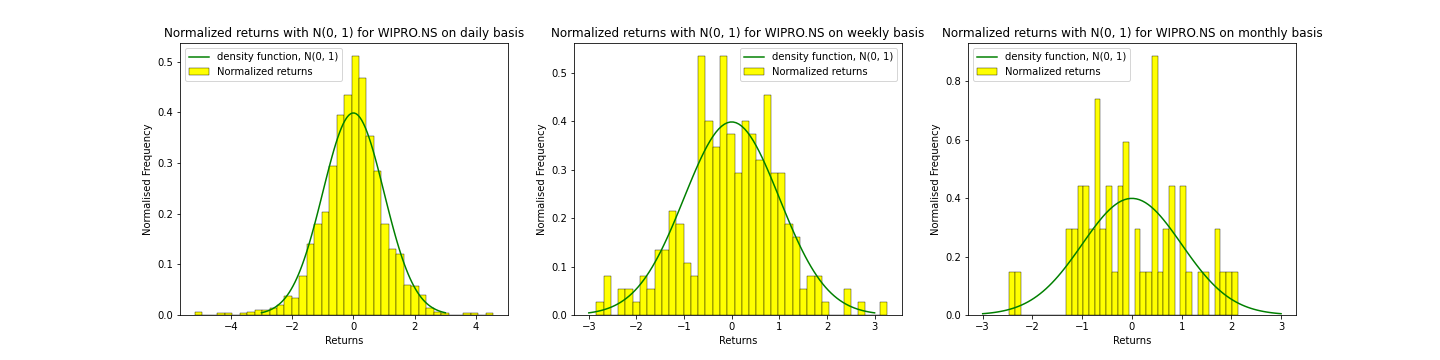 Normalized returns with N(0, 1) for WIPRO.NS on daily basis
density function, N(0, 1)
Normalized returns
Normalised Frequency
0.5
0.4
0.3
0.2
0.1
0.0
−4
−2
0
2
4
Returns
Normalized returns with N(0, 1) for WIPRO.NS on weekly basis
density function, N(0, 1)
Normalized returns
Normalised Frequency
0.5
0.4
0.3
0.2
0.1
0.0
−3
−2
−1
0
1
2
3
Returns
Normalized returns with N(0, 1) for WIPRO.NS on monthly basis
density function, N(0, 1)
Normalized returns
Normalised Frequency
0.8
0.6
0.4
0.2
0.0
−3
−2
−1
0
1
2
3
Returns